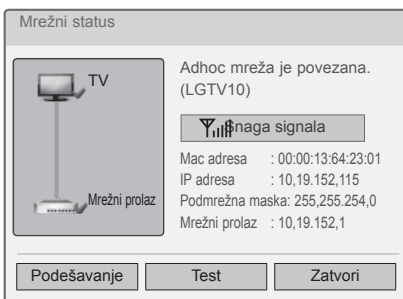 Mrežni status
TV
Mrežni prolaz
Adhoc mreža je povezana.
(LGTV10)
Snaga signala
Mac adresa : 00:00:13:64:23:01
IP adresa : 10,19.152,115
Podmrežna maska: 255,255.254,0
Mrežni prolaz : 10,19.152,1
Podešavanje
Test
Zatvori